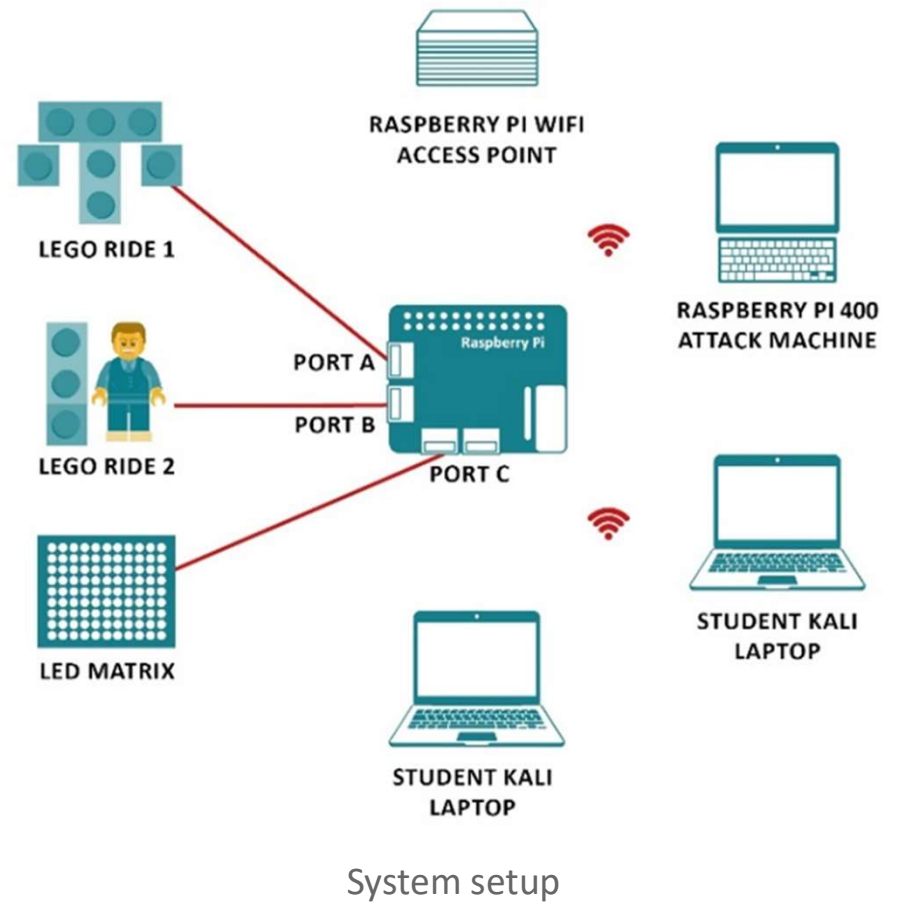 RASPBERRY PI WIFI
ACCESS POINT
LEGO RIDE 1
RASPBERRY PI 400
ATTACK MACHINE
PORT A
Raspberry Pi
PORT B
LEGO RIDE 2
PORT C
STUDENT KALI
LAPTOP
LED MATRIX
STUDENT KALI
LAPTOP
System setup